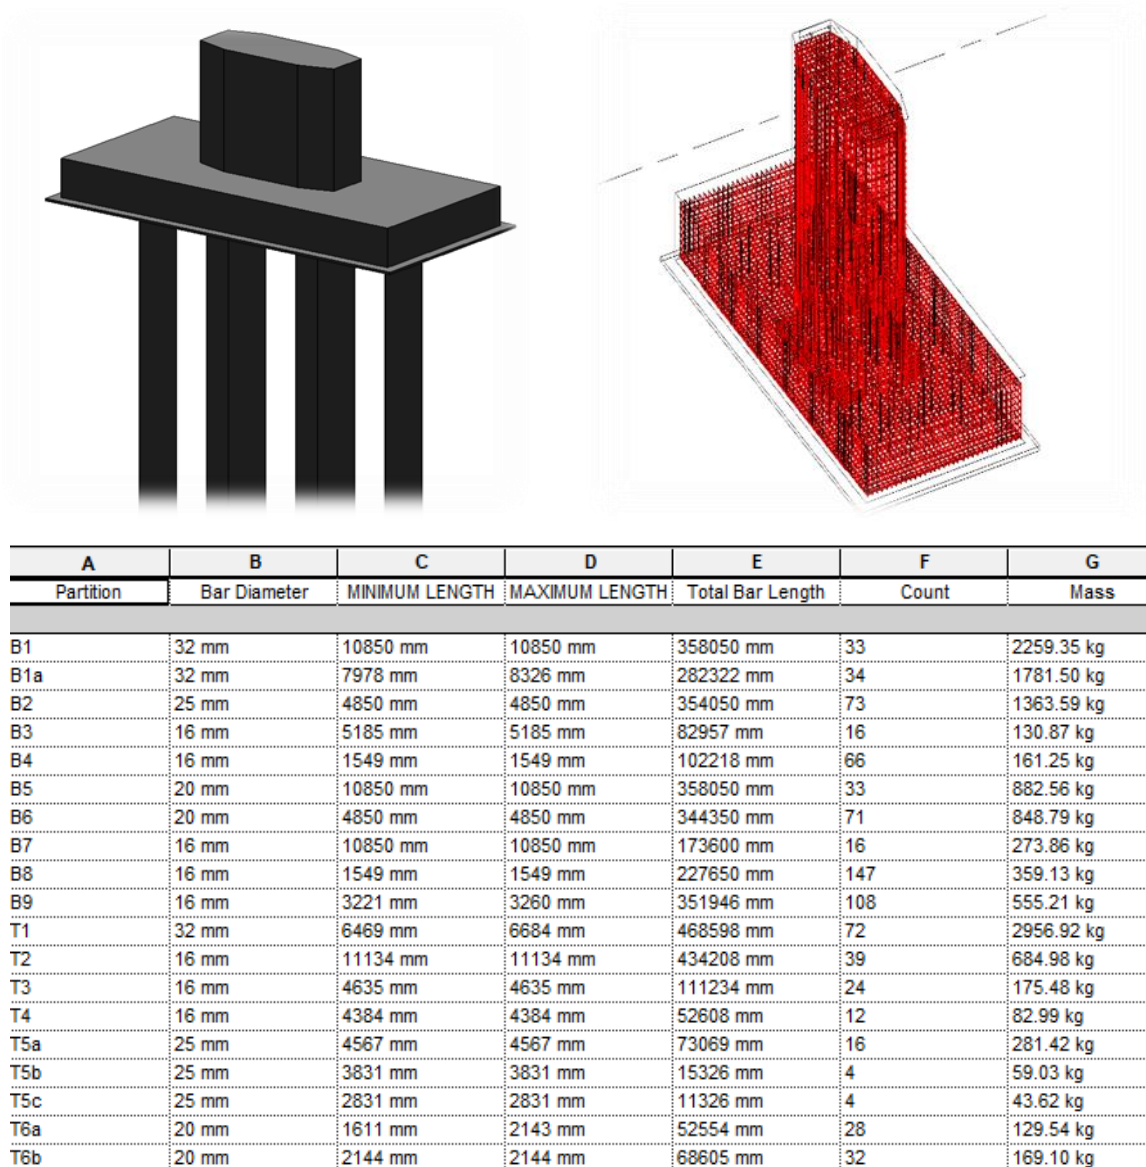 A B C D E F G
Partition Bar Diameter MINIMUM LENGTH MAXIMUM LENGTH Total Bar Length Count Mass
B1 32 mm 10850 mm 10850 mm 358050 mm 33 2259.35 kg
B1a 32 mm 7978 mm 8326 mm 282322 mm 34 1781.50 kg
B2 25 mm 4850 mm 4850 mm 354050 mm 73 1363.59 kg
B3 16 mm 5185 mm 5185 mm 82957 mm 16 130.87 kg
B4 16 mm 1549 mm 1549 mm 102218 mm 66 161.25 kg
B5 20 mm 10850 mm 10850 mm 358050 mm 33 882.56 kg
B6 20 mm 4850 mm 4850 mm 344350 mm 71 848.79 kg
B7 16 mm 10850 mm 10850 mm 173600 mm 16 273.86 kg
B8 16 mm 1549 mm 1549 mm 227650 mm 147 359.13 kg
B9 16 mm 3221 mm 3260 mm 351946 mm 108 555.21 kg
T1 32 mm 6469 mm 6684 mm 468598 mm 72 2956.92 kg
T2 16 mm 11134 mm 11134 mm 434208 mm 39 684.98 kg
T3 16 mm 4635 mm 4635 mm 111234 mm 24 175.48 kg
T4 16 mm 4384 mm 4384 mm 52608 mm 12 82.99 kg
T5a 25 mm 4567 mm 4567 mm 73069 mm 16 281.42 kg
T5b 25 mm 3831 mm 3831 mm 15326 mm 4 59.03 kg
T5c 25 mm 2831 mm 2831 mm 11326 mm 4 43.62 kg
T6a 20 mm 1611 mm 2143 mm 52554 mm 28 129.54 kg
T6b 20 mm 2144 mm 2144 mm 68605 mm 32 169.10 kg